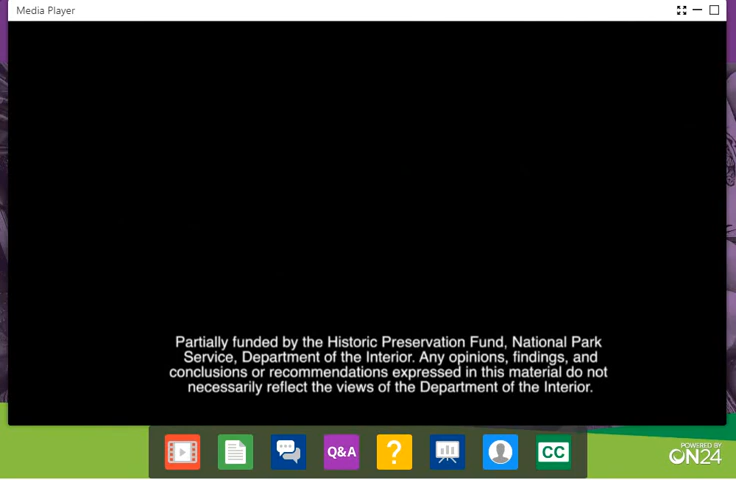 Media Player
Partially funded by the Historic Preservation Fund, National Park
Service, Department of the Interior. Any opinions, findings, and
conclusions or recommendations expressed in this material do not
necessarily reflect the views of the Department of the Interior.
Q&A
?
CC
POWERED BY
ON24